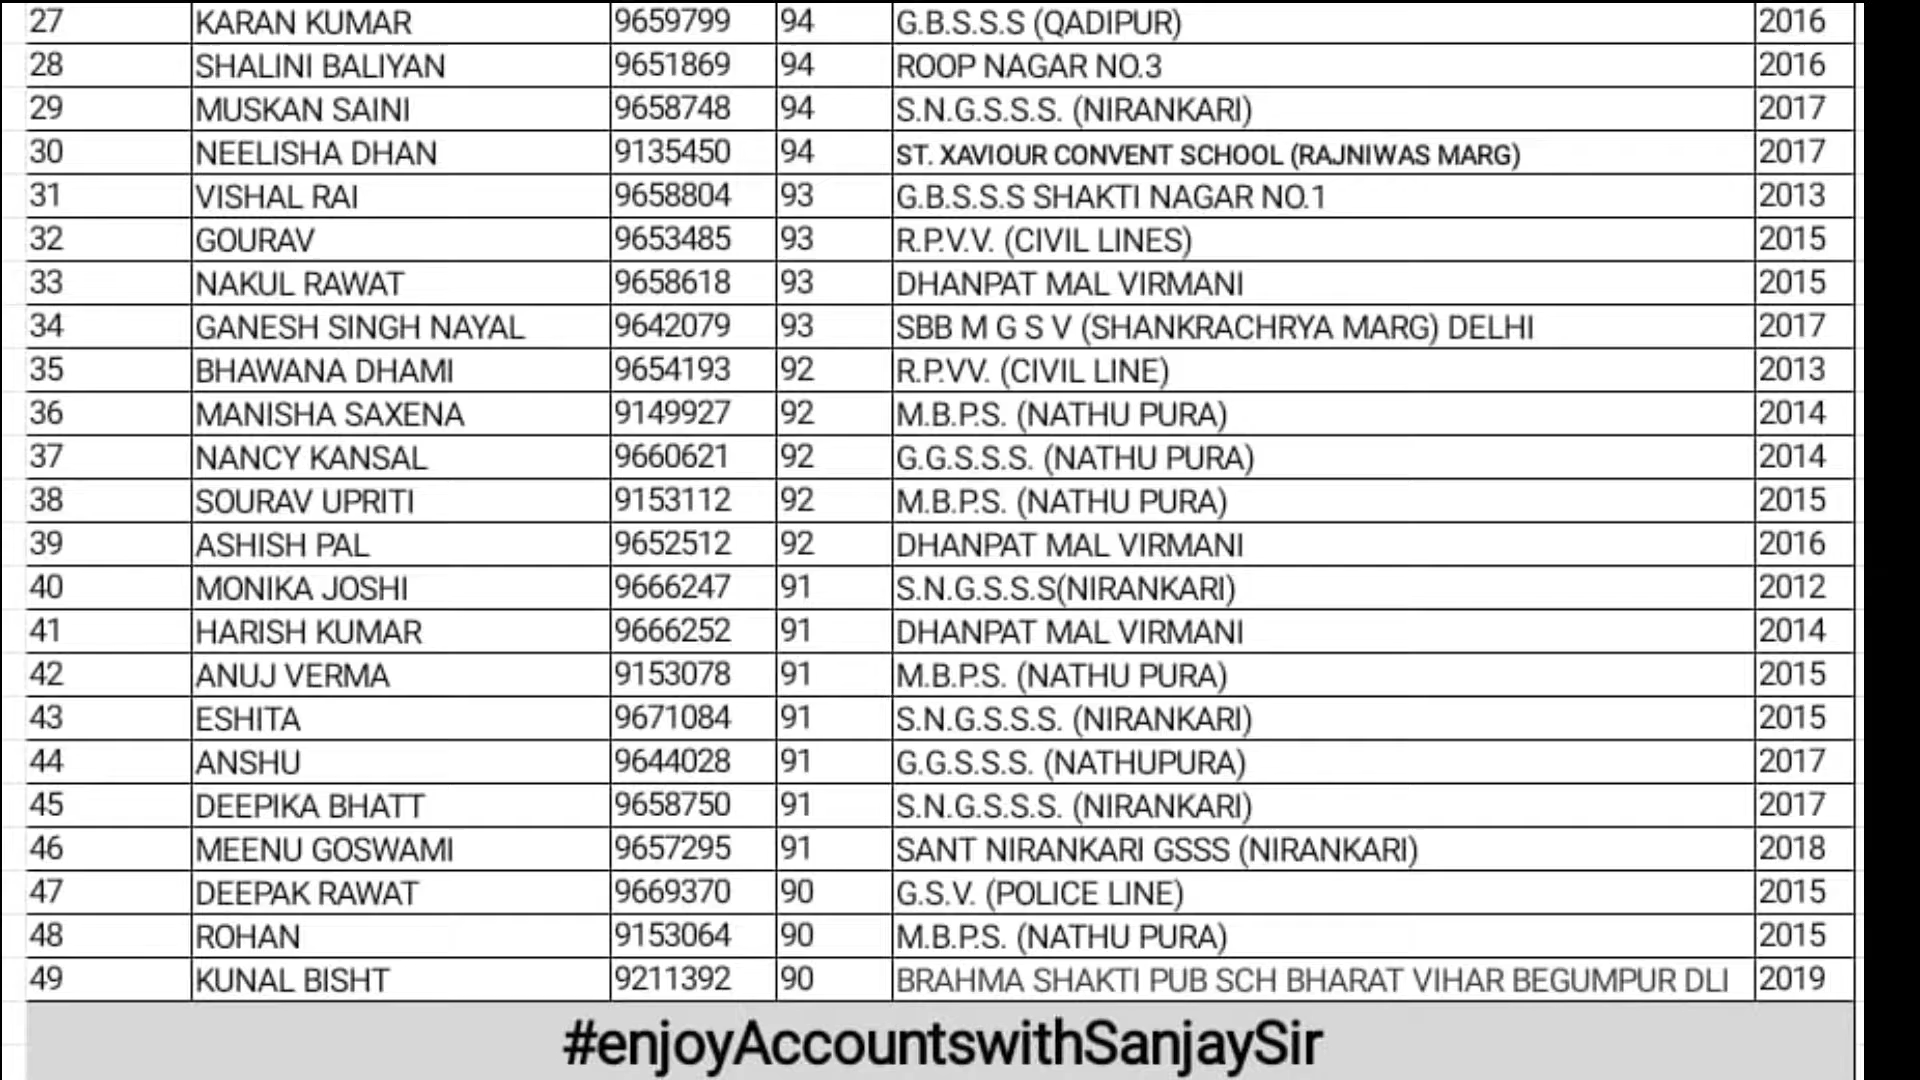 27 KARAN KUMAR 9659799 94 G.B.S.S.S (QADIPUR) 2016
28 SHALINI BALIYAN 9651869 94 ROOP NAGAR NO.3 2016
29 MUSKAN SAINI 9658748 94 S.N.G.S.S.S. (NIRANKARI) 2017
30 NEELISHA DHAN 9135450 94 ST. XAVIOUR CONVENT SCHOOL (RAJNIWAS MARG) 2017
31 VISHAL RAI 9658804 93 G.B.S.S.S SHAKTI NAGAR NO.1 2013
32 GOURAV 9653485 93 R.P.V.V. (CIVIL LINES) 2015
33 NAKUL RAWAT 9658618 93 DHANPAT MAL VIRMANI 2015
34 GANESH SINGH NAYAL 9642079 93 SBB M G S V (SHANKRACHRYA MARG) DELHI 2017
35 BHAWANA DHAMI 9654193 92 R.P.VV. (CIVIL LINE) 2013
36 MANISHA SAXENA 9149927 92 M.B.P.S. (NATHU PURA) 2014
37 NANCY KANSAL 9660621 92 G.G.S.S.S. (NATHU PURA) 2014
38 SOURAV UPRITI 9153112 92 M.B.P.S. (NATHU PURA) 2015
39 ASHISH PAL 9652512 92 DHANPAT MAL VIRMANI 2016
40 MONIKA JOSHI 9666247 91 S.N.G.S.S.S(NIRANKARI) 2012
41 HARISH KUMAR 9666252 91 DHANPAT MAL VIRMANI 2014
42 ANUJ VERMA 9153078 91 M.B.P.S. (NATHU PURA) 2015
43 ESHITA 9671084 91 S.N.G.S.S.S. (NIRANKARI) 2015
44 ANSHU 9644028 91 G.G.S.S.S. (NATHUPURA) 2017
45 DEEPIKA BHATT 9658750 91 S.N.G.S.S.S. (NIRANKARI) 2017
46 MEENU GOSWAMI 9657295 91 SANT NIRANKARI GSSS (NIRANKARI) 2018
47 DEEPAK RAWAT 9669370 90 G.S.V. (POLICE LINE) 2015
48 ROHAN 9153064 90 M.B.P.S. (NATHU PURA) 2015
49 KUNAL BISHT 9211392 90 BRAHMA SHAKTI PUB SCH BHARAT VIHAR BEGUMPUR DLI 2019
#enjoyAccountswithSanjaySir